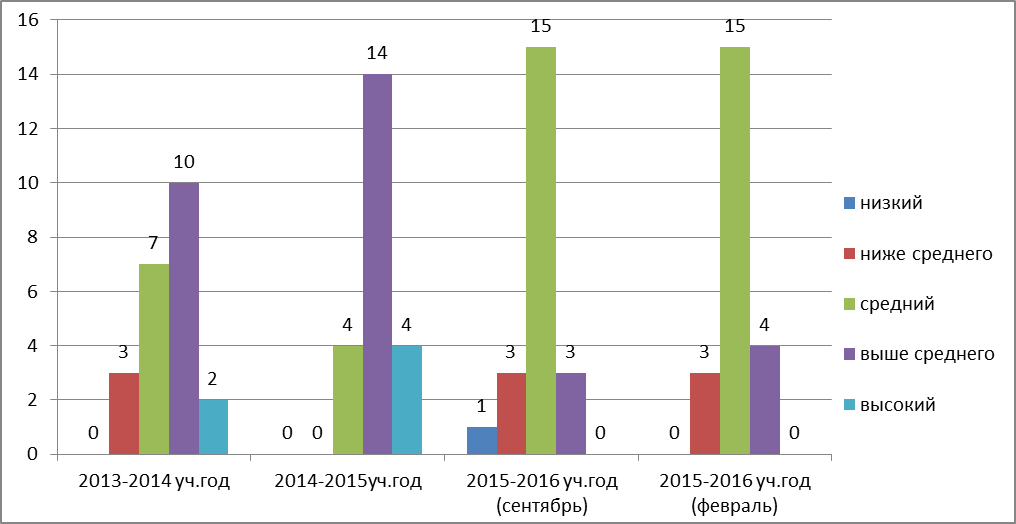 16
14
12
10
8
6
4
2
0
0
3
7
10
2
0
0
4
14
4
1
3
15
3
0
0
3
15
4
0
2013-2014 уч.год
2014-2015уч.год
2015-2016 уч.год
(сентябрь)
2015-2016 уч.год
(февраль)
низкий
ниже среднего
средний
выше среднего
высокий